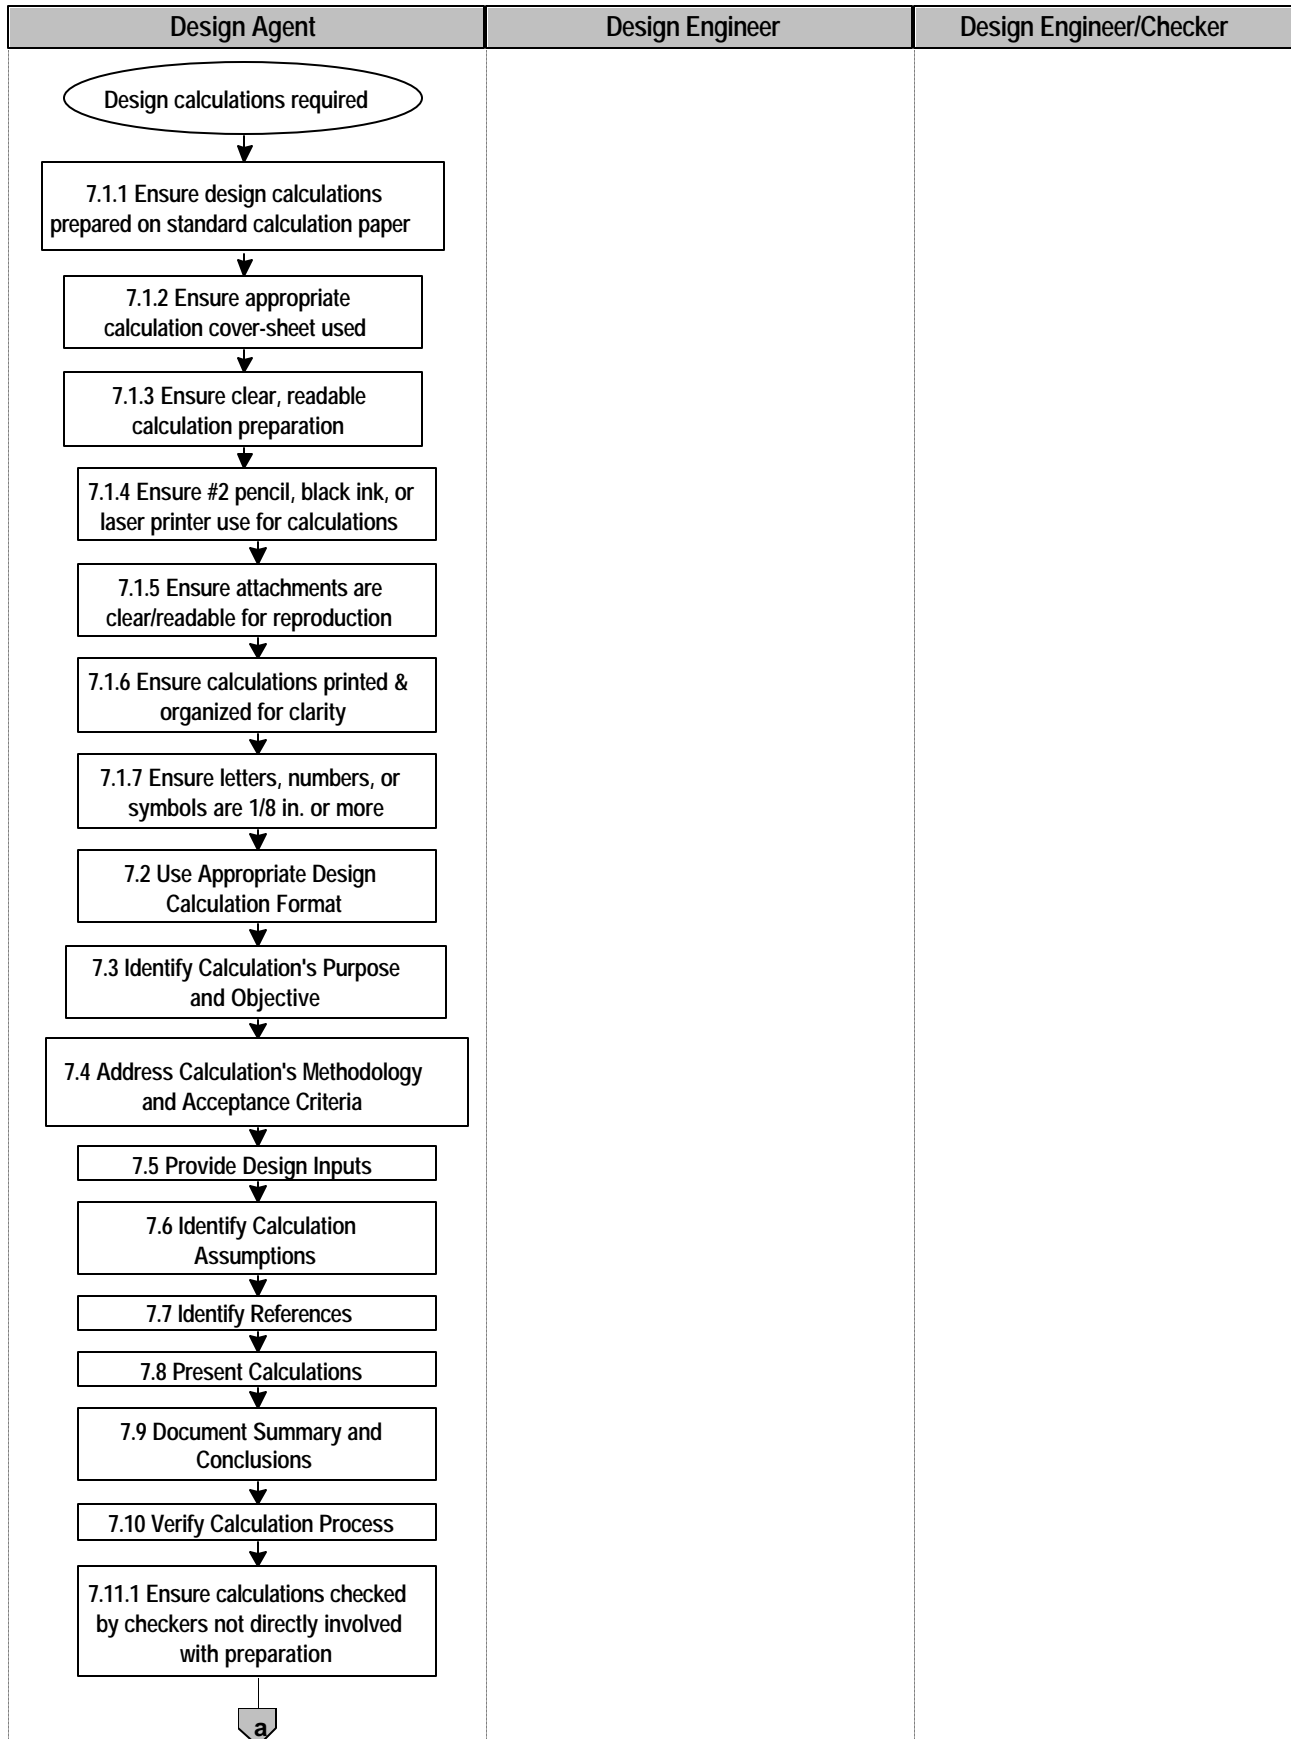 Design Agent
Design Engineer
Design Engineer/Checker
Design calculations required
7.1.1 Ensure design calculations
prepared on standard calculation paper
7.1.2 Ensure appropriate
calculation cover-sheet used
7.1.3 Ensure clear, readable
calculation preparation
7.1.4 Ensure #2 pencil, black ink, or
laser printer use for calculations
7.1.5 Ensure attachments are
clear/readable for reproduction
7.1.6 Ensure calculations printed &
organized for clarity
7.1.7 Ensure letters, numbers, or
symbols are 1/8 in. or more
7.2 Use Appropriate Design
Calculation Format
7.3 Identify Calculation's Purpose
and Objective
7.4 Address Calculation's Methodology
and Acceptance Criteria
7.5 Provide Design Inputs
7.6 Identify Calculation
Assumptions
7.7 Identify References
7.8 Present Calculations
7.9 Document Summary and
Conclusions
7.10 Verify Calculation Process
7.11.1 Ensure calculations checked
by checkers not directly involved
with preparation
a